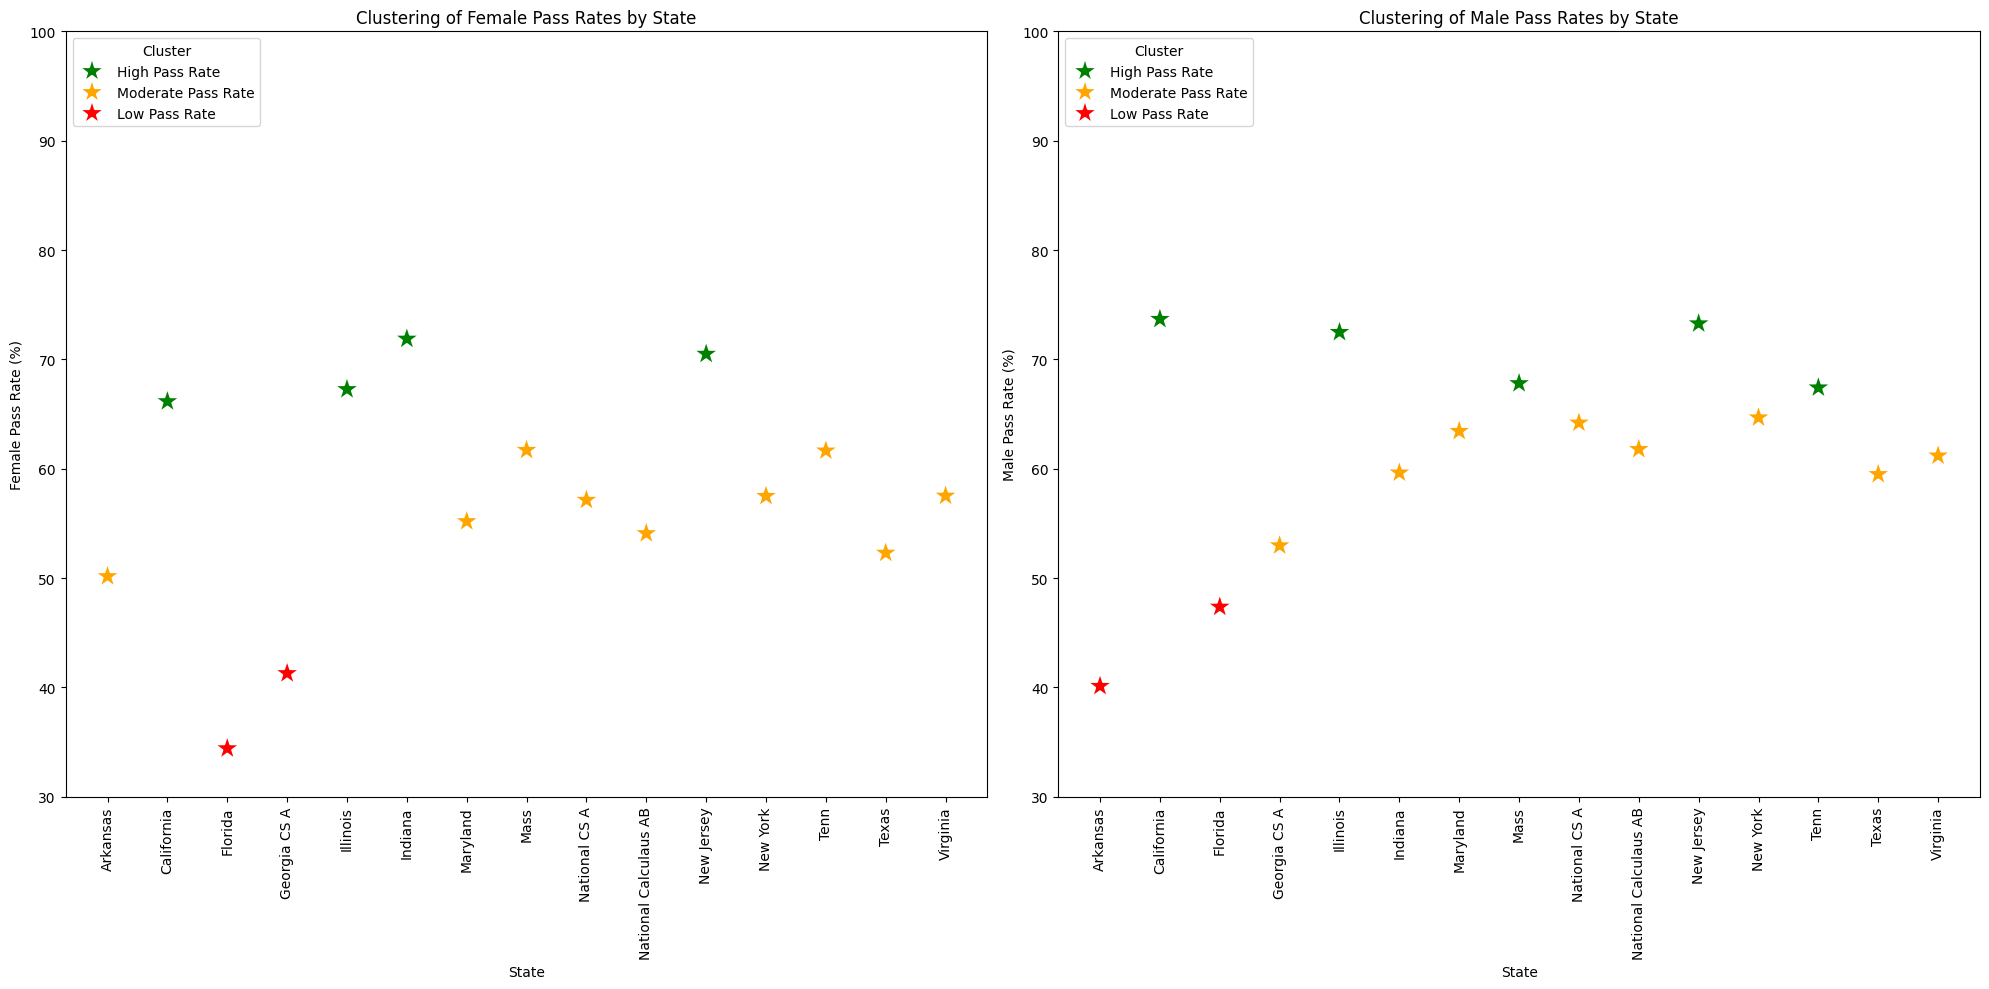 Clustering of Female Pass Rates by State
Cluster
High Pass Rate
Moderate Pass Rate
Low Pass Rate
Female Pass Rate (%)
100
90
80
70
60
50
40
30
Arkansas
California
Florida
Georgia CS A
Illinois
Indiana
Maryland
Mass
National CS A
National Calculaus AB
New Jersey
New York
Tenn
Texas
Virginia
State
Clustering of Male Pass Rates by State
Cluster
High Pass Rate
Moderate Pass Rate
Low Pass Rate
Male Pass Rate (%)
100
90
80
70
60
50
40
30
Arkansas
California
Florida
Georgia CS A
Illinois
Indiana
Maryland
Mass
National CS A
National Calculaus AB
New Jersey
New York
Tenn
Texas
Virginia
State